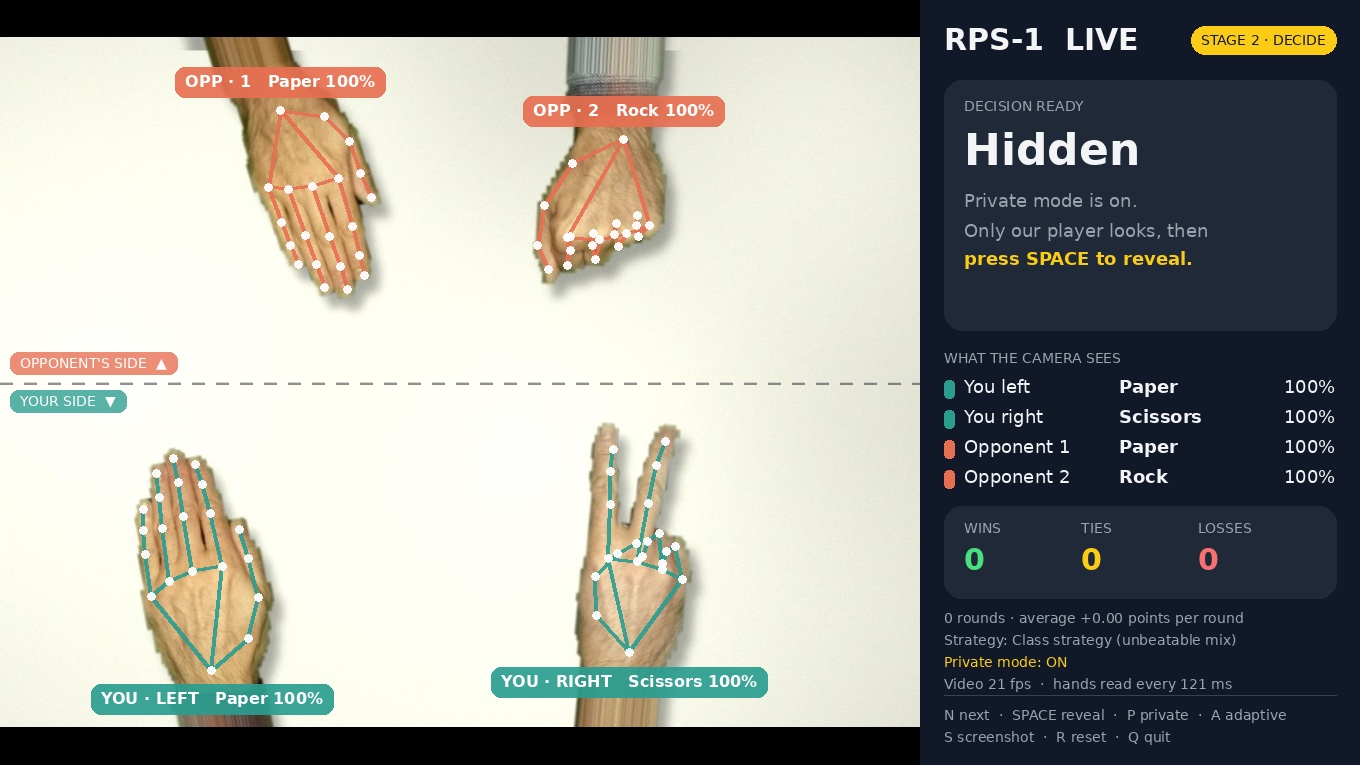 OPP · 1 Paper 100%
OPP · 2 Rock 100%
OPPONENT'S SIDE ▲
YOUR SIDE ▼
YOU · LEFT Paper 100%
YOU · RIGHT Scissors 100%
RPS-1 LIVE
STAGE 2 · DECIDE
DECISION READY
Hidden
Private mode is on.
Only our player looks, then
press SPACE to reveal.
WHAT THE CAMERA SEES
You left Paper 100%
You right Scissors 100%
Opponent 1 Paper 100%
Opponent 2 Rock 100%
WINS TIES LOSSES
0 0 0
0 rounds · average +0.00 points per round
Strategy: Class strategy (unbeatable mix)
Private mode: ON
Video 21 fps · hands read every 121 ms
N next · SPACE reveal · P private · A adaptive
S screenshot · R reset · Q quit